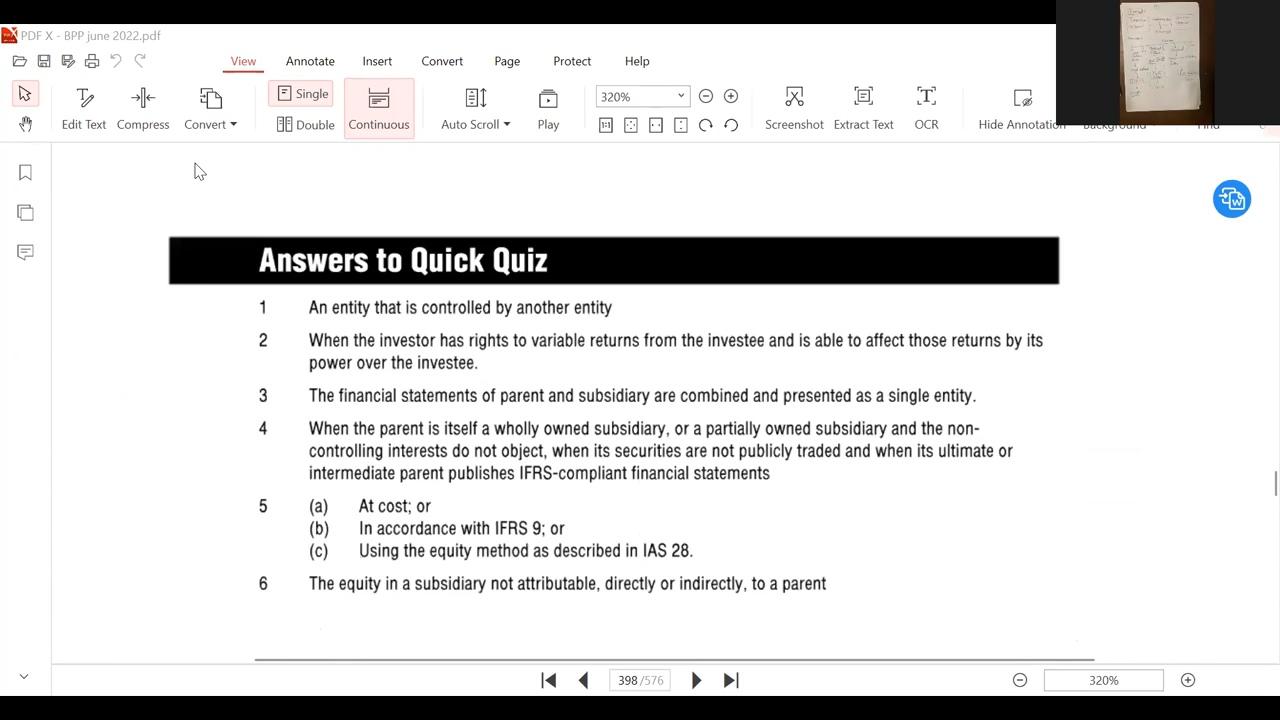 PDF X - BPP june 2022.pdf
View Annotate Insert Convert Page Protect Help
Edit Text
Compress
Convert
Single
Double
Continuous
Auto Scroll
Play
320%
Screenshot
Extract Text
OCR
Hide Annotation
Answers to Quick Quiz
1 An entity that is controlled by another entity
2 When the investor has rights to variable returns from the investee and is able to affect those returns by its
power over the investee.
3 The financial statements of parent and subsidiary are combined and presented as a single entity.
4 When the parent is itself a wholly owned subsidiary, or a partially owned subsidiary and the non-
controlling interests do not object, when its securities are not publicly traded and when its ultimate or
intermediate parent publishes IFRS-compliant financial statements
5 (a) At cost; or
(b) In accordance with IFRS 9; or
(c) Using the equity method as described in IAS 28.
6 The equity in a subsidiary not attributable, directly or indirectly, to a parent
398 /576
320%